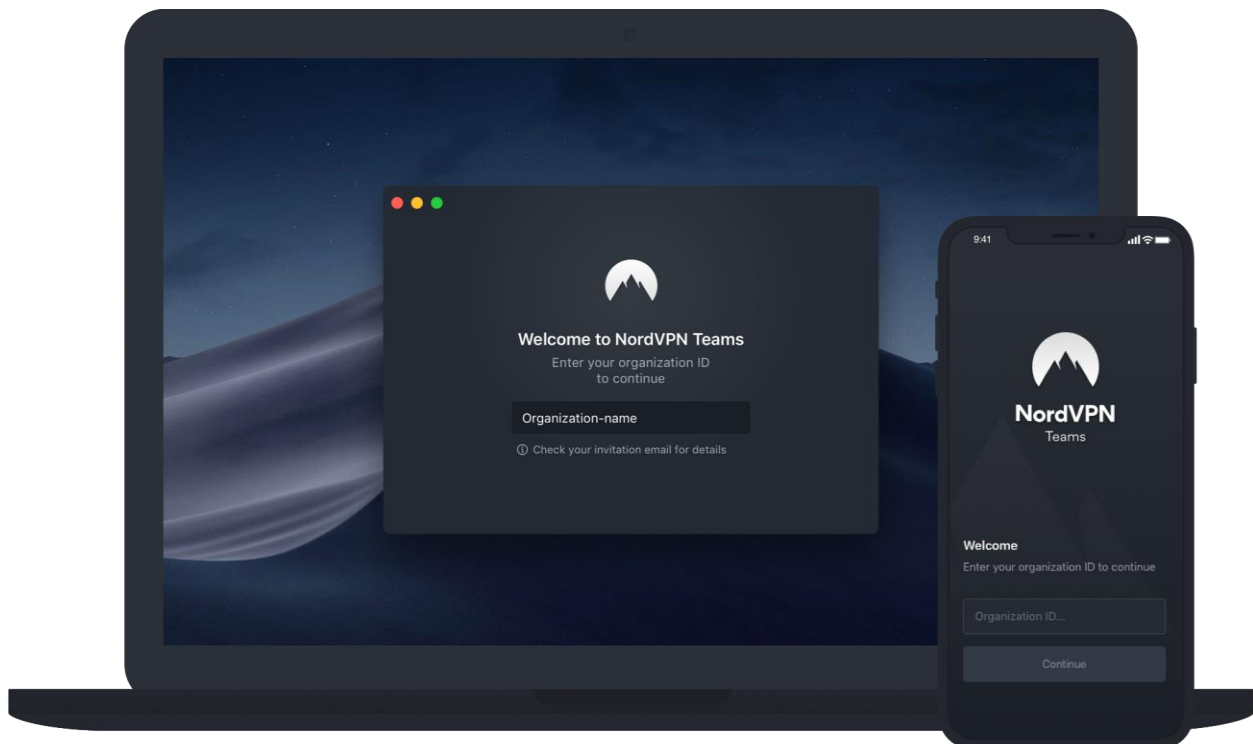 Welcome to NordVPN Teams
Enter your organization ID
to continue
Organization-name
Check your invitation email for details
9:41
NordVPN
Teams
Welcome
Enter your organization ID to continue
Organization ID...
Continue